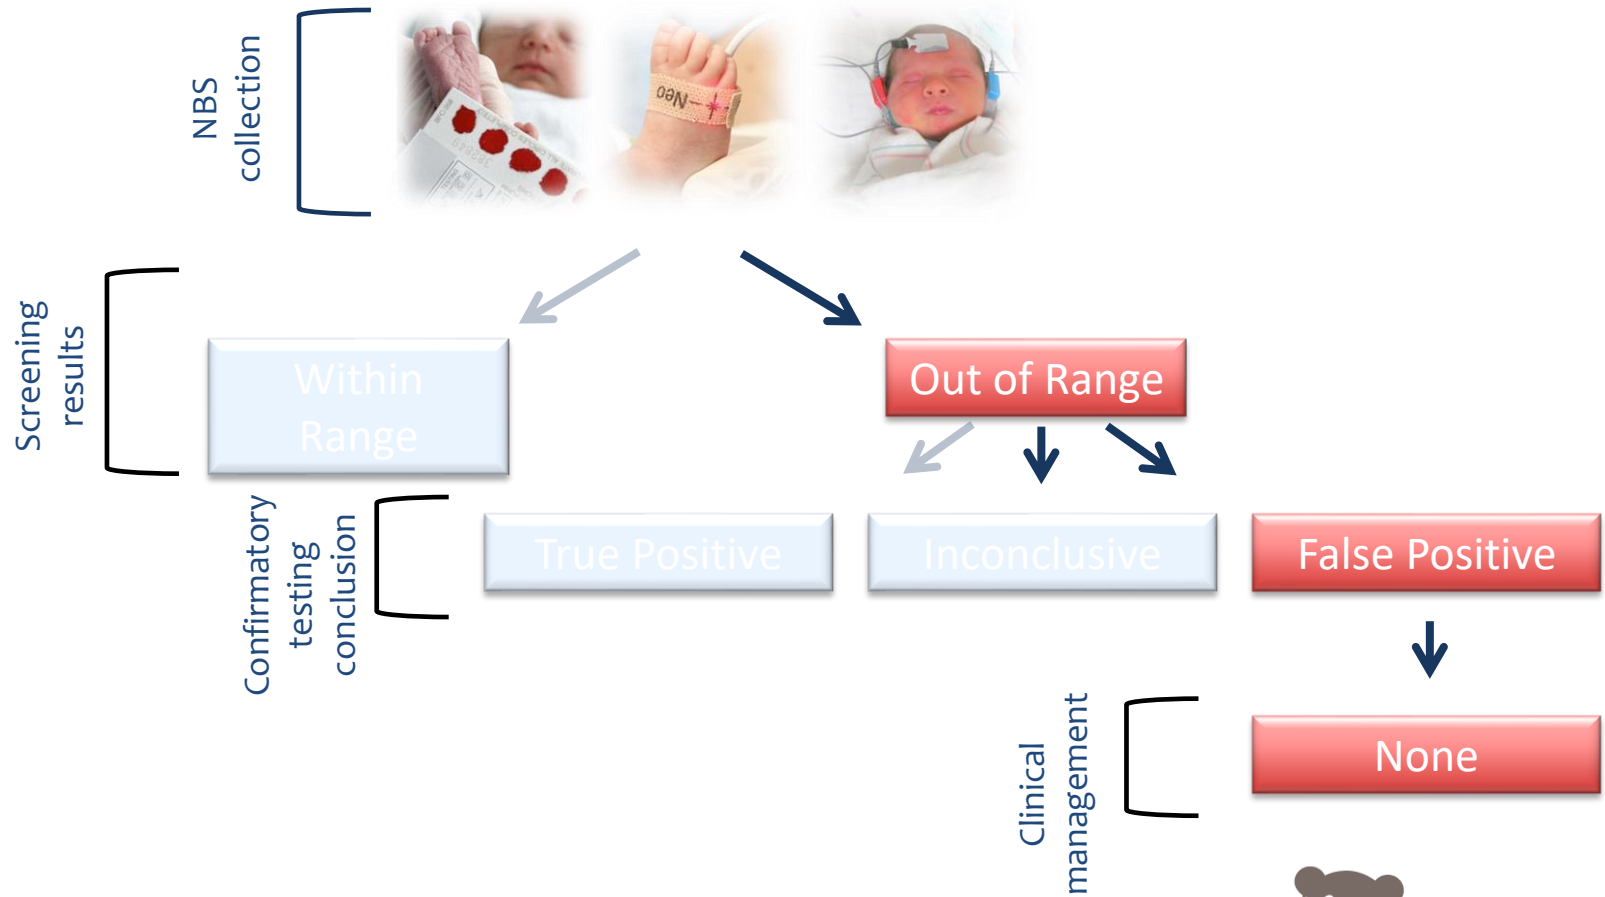 NBS
collection
Neo
Screening
results
Within
Range
Out of Range
Confirmatory
testing
conclusion
True Positive
Inconclusive
False Positive
Clinical
management
None